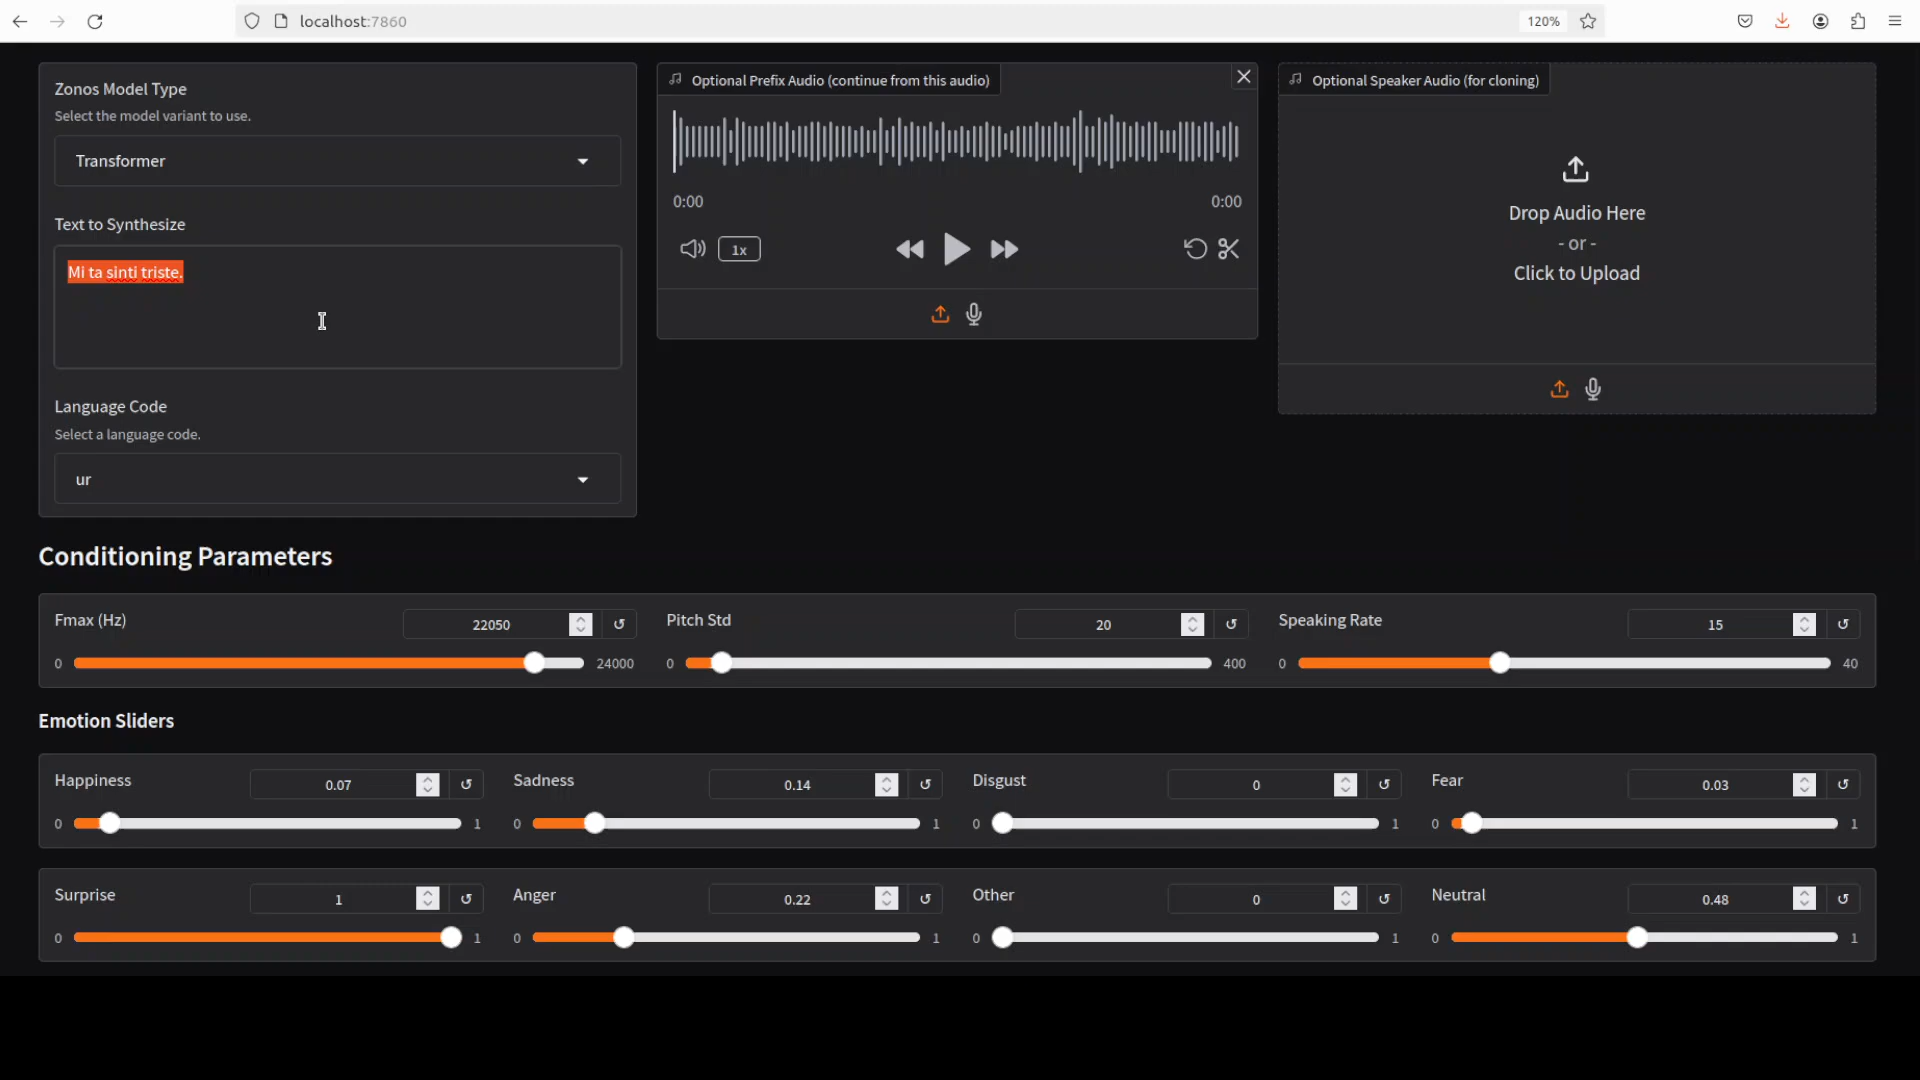 localhost:7860
120%
Zonos Model Type
Select the model variant to use.
Transformer
Text to Synthesize
Mi ta sinti triste.
Language Code
Select a language code.
ur
Optional Prefix Audio (continue from this audio)
0:00
0:00
1x
Optional Speaker Audio (for cloning)
Drop Audio Here
- or -
Click to Upload
Conditioning Parameters
Fmax (Hz)
22050
0
24000
Pitch Std
20
0
400
Speaking Rate
15
0
40
Emotion Sliders
Happiness
0.07
0
1
Sadness
0.14
0
1
Disgust
0
0
1
Fear
0.03
0
1
Surprise
1
0
1
Anger
0.22
0
1
Other
0
0
1
Neutral
0.48
0
1